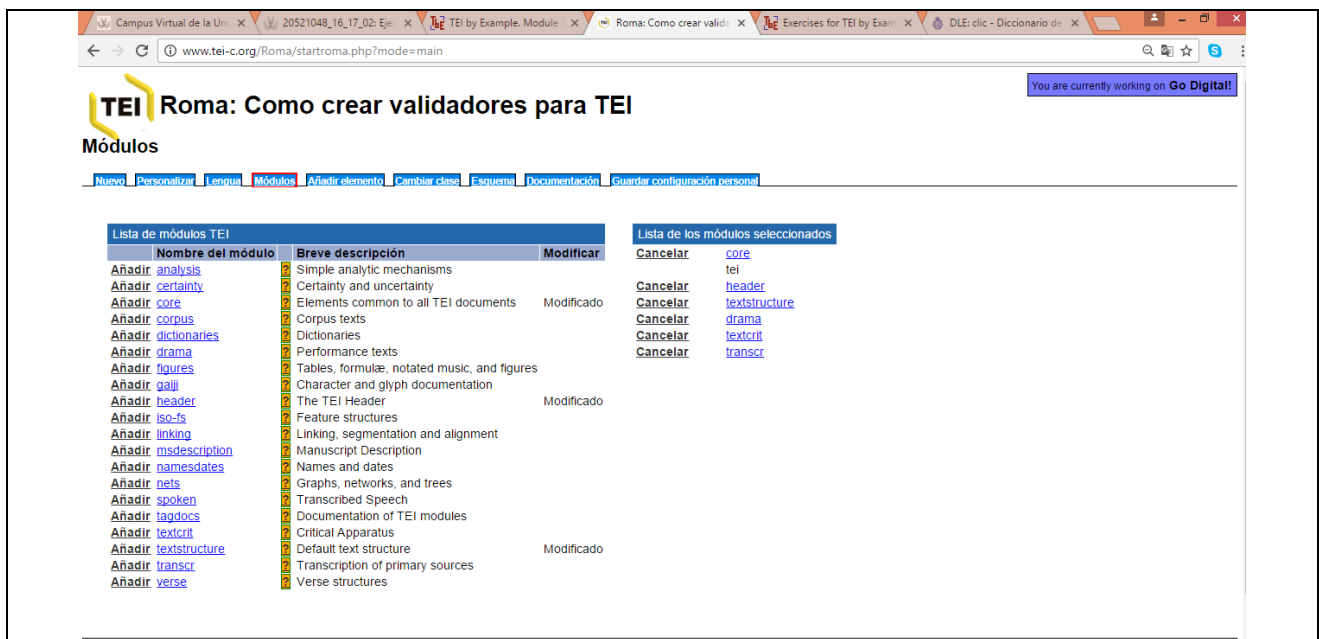 Campus Virtual de la Uni
20521048_16_17_02: Ejer
TEI by Example. Module
Roma: Como crear valida
Exercises for TEI by Exam
DLE: clic - Diccionario de
www.tei-c.org/Roma/startroma.php?mode=main
You are currently working on Go Digital!
TEI Roma: Como crear validadores para TEI
Módulos
Nuevo Personalizar Lengua Módulos Añadir elemento Cambiar clase Esquema Documentación Guardar configuración personal
Lista de módulos TEI
Nombre del módulo Breve descripción Modificar
Añadir analysis ? Simple analytic mechanisms
Añadir certainty ? Certainty and uncertainty
Añadir core ? Elements common to all TEI documents Modificado
Añadir corpus ? Corpus texts
Añadir dictionaries ? Dictionaries
Añadir drama ? Performance texts
Añadir figures ? Tables, formulæ, notated music, and figures
Añadir gaiji ? Character and glyph documentation
Añadir header ? The TEI Header Modificado
Añadir iso-fs ? Feature structures
Añadir linking ? Linking, segmentation and alignment
Añadir msdescription ? Manuscript Description
Añadir namesdates ? Names and dates
Añadir nets ? Graphs, networks, and trees
Añadir spoken ? Transcribed Speech
Añadir tagdocs ? Documentation of TEI modules
Añadir textcrit ? Critical Apparatus
Añadir textstructure ? Default text structure Modificado
Añadir transcr ? Transcription of primary sources
Añadir verse ? Verse structures
Lista de los módulos seleccionados
Cancelar core
tei
Cancelar header
Cancelar textstructure
Cancelar drama
Cancelar textcrit
Cancelar transcr